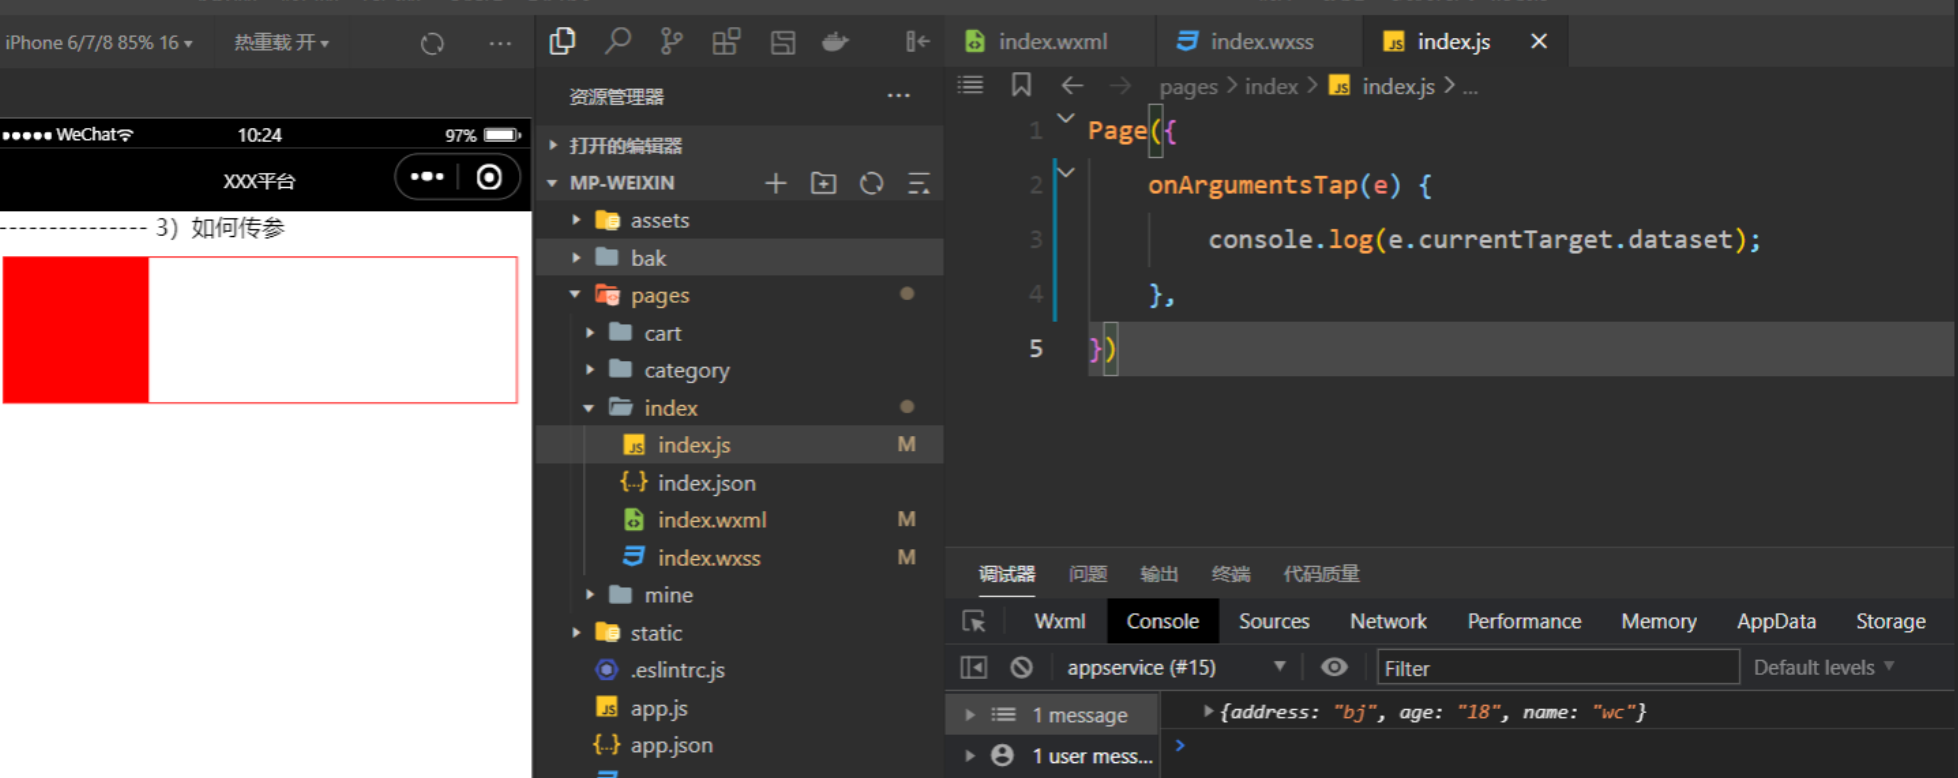 iPhone 6/7/8 85% 16
热重载 开
WeChat
10:24
97%
XXX平台
--------------- 3）如何传参
资源管理器
打开的编辑器
MP-WEIXIN
assets
bak
pages
cart
category
index
index.js M
index.json
index.wxml M
index.wxss M
mine
static
.eslintrc.js
app.js
app.json
index.wxml
index.wxss
index.js
pages > index > index.js > ...
1 Page({
2 onArgumentsTap(e) {
3 console.log(e.currentTarget.dataset);
4 },
5 })
调试器 问题 输出 终端 代码质量
Wxml Console Sources Network Performance Memory AppData Storage
appservice (#15) Filter Default levels
1 message
1 user mess...
{address: "bj", age: "18", name: "wc"}